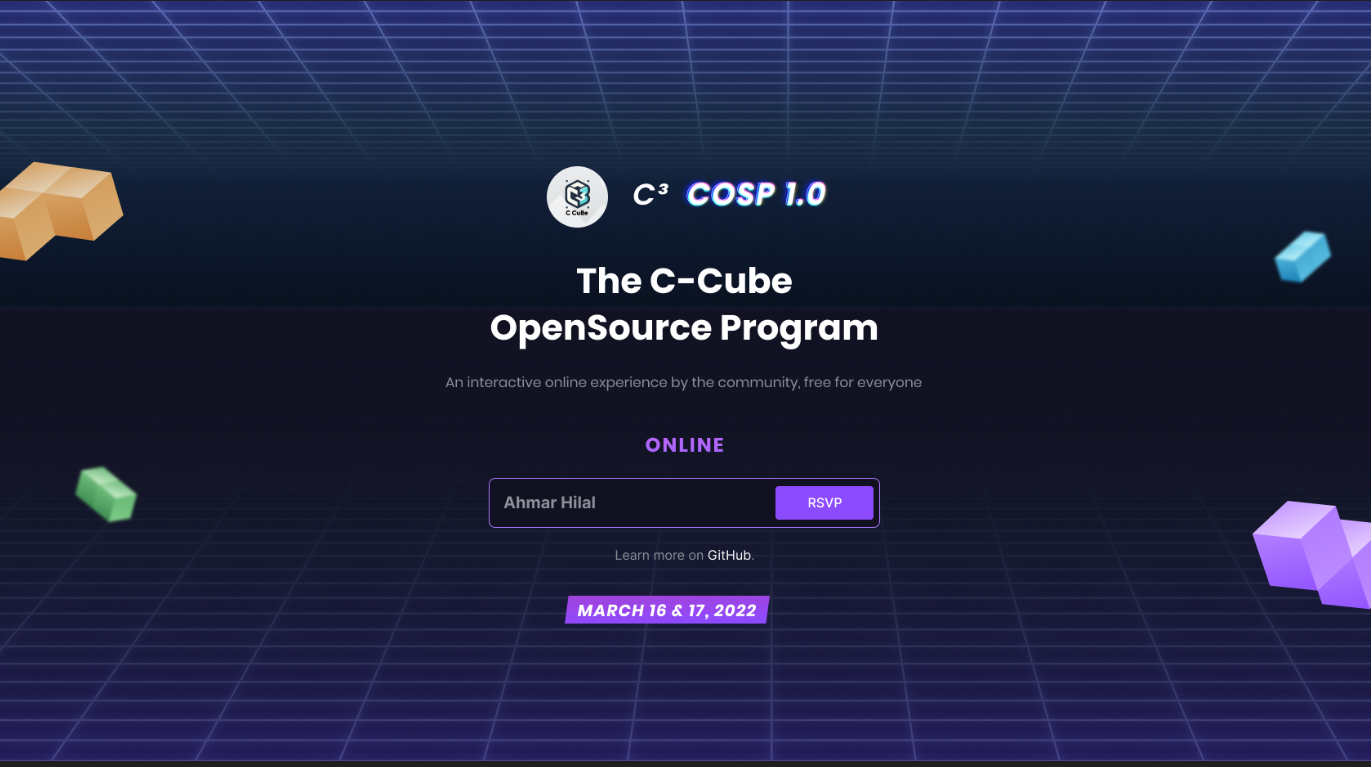 C CuBe
C³ COSP 1.0
The C-Cube
OpenSource Program
An interactive online experience by the community, free for everyone
ONLINE
Ahmar Hilal
RSVP
Learn more on GitHub.
MARCH 16 & 17, 2022